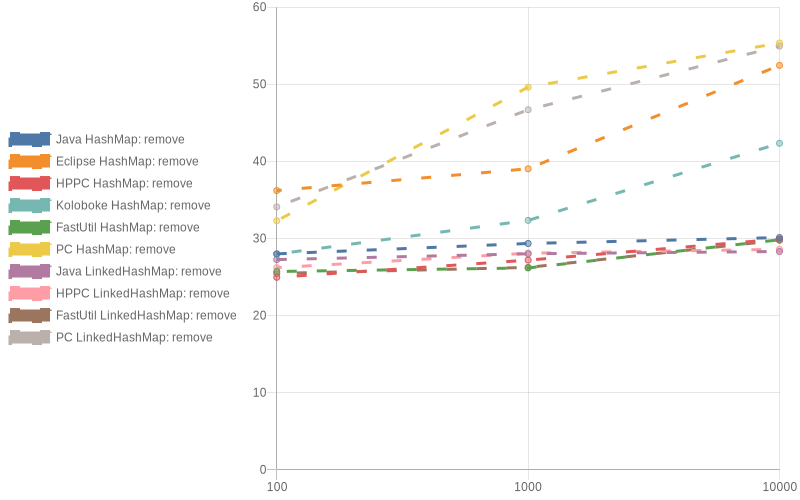 60
50
40
30
20
10
0
100 1000 10000
Java HashMap: remove
Eclipse HashMap: remove
HPPC HashMap: remove
Koloboke HashMap: remove
FastUtil HashMap: remove
PC HashMap: remove
Java LinkedHashMap: remove
HPPC LinkedHashMap: remove
FastUtil LinkedHashMap: remove
PC LinkedHashMap: remove